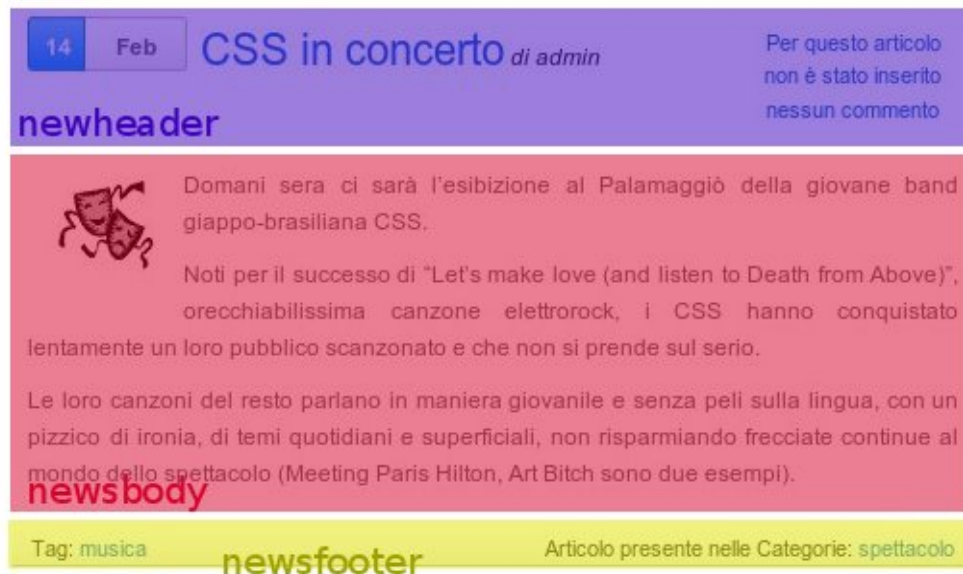 14 Feb CSS in concerto di admin
Per questo articolo
non è stato inserito
nessun commento
newheader
Domani sera ci sarà l'esibizione al Palamaggiò della giovane band
giappo-brasiliana CSS.
Noti per il successo di "Let's make love (and listen to Death from Above)",
orecchiabilissima canzone elettrorock, i CSS hanno conquistato
lentamente un loro pubblico scanzonato e che non si prende sul serio.
Le loro canzoni del resto parlano in maniera giovanile e senza peli sulla lingua, con un
pizzico di ironia, di temi quotidiani e superficiali, non risparmiando frecciate continue al
mondo dello spettacolo (Meeting Paris Hilton, Art Bitch sono due esempi).
newsbody
Tag: musica
newsfooter
Articolo presente nelle Categorie: spettacolo